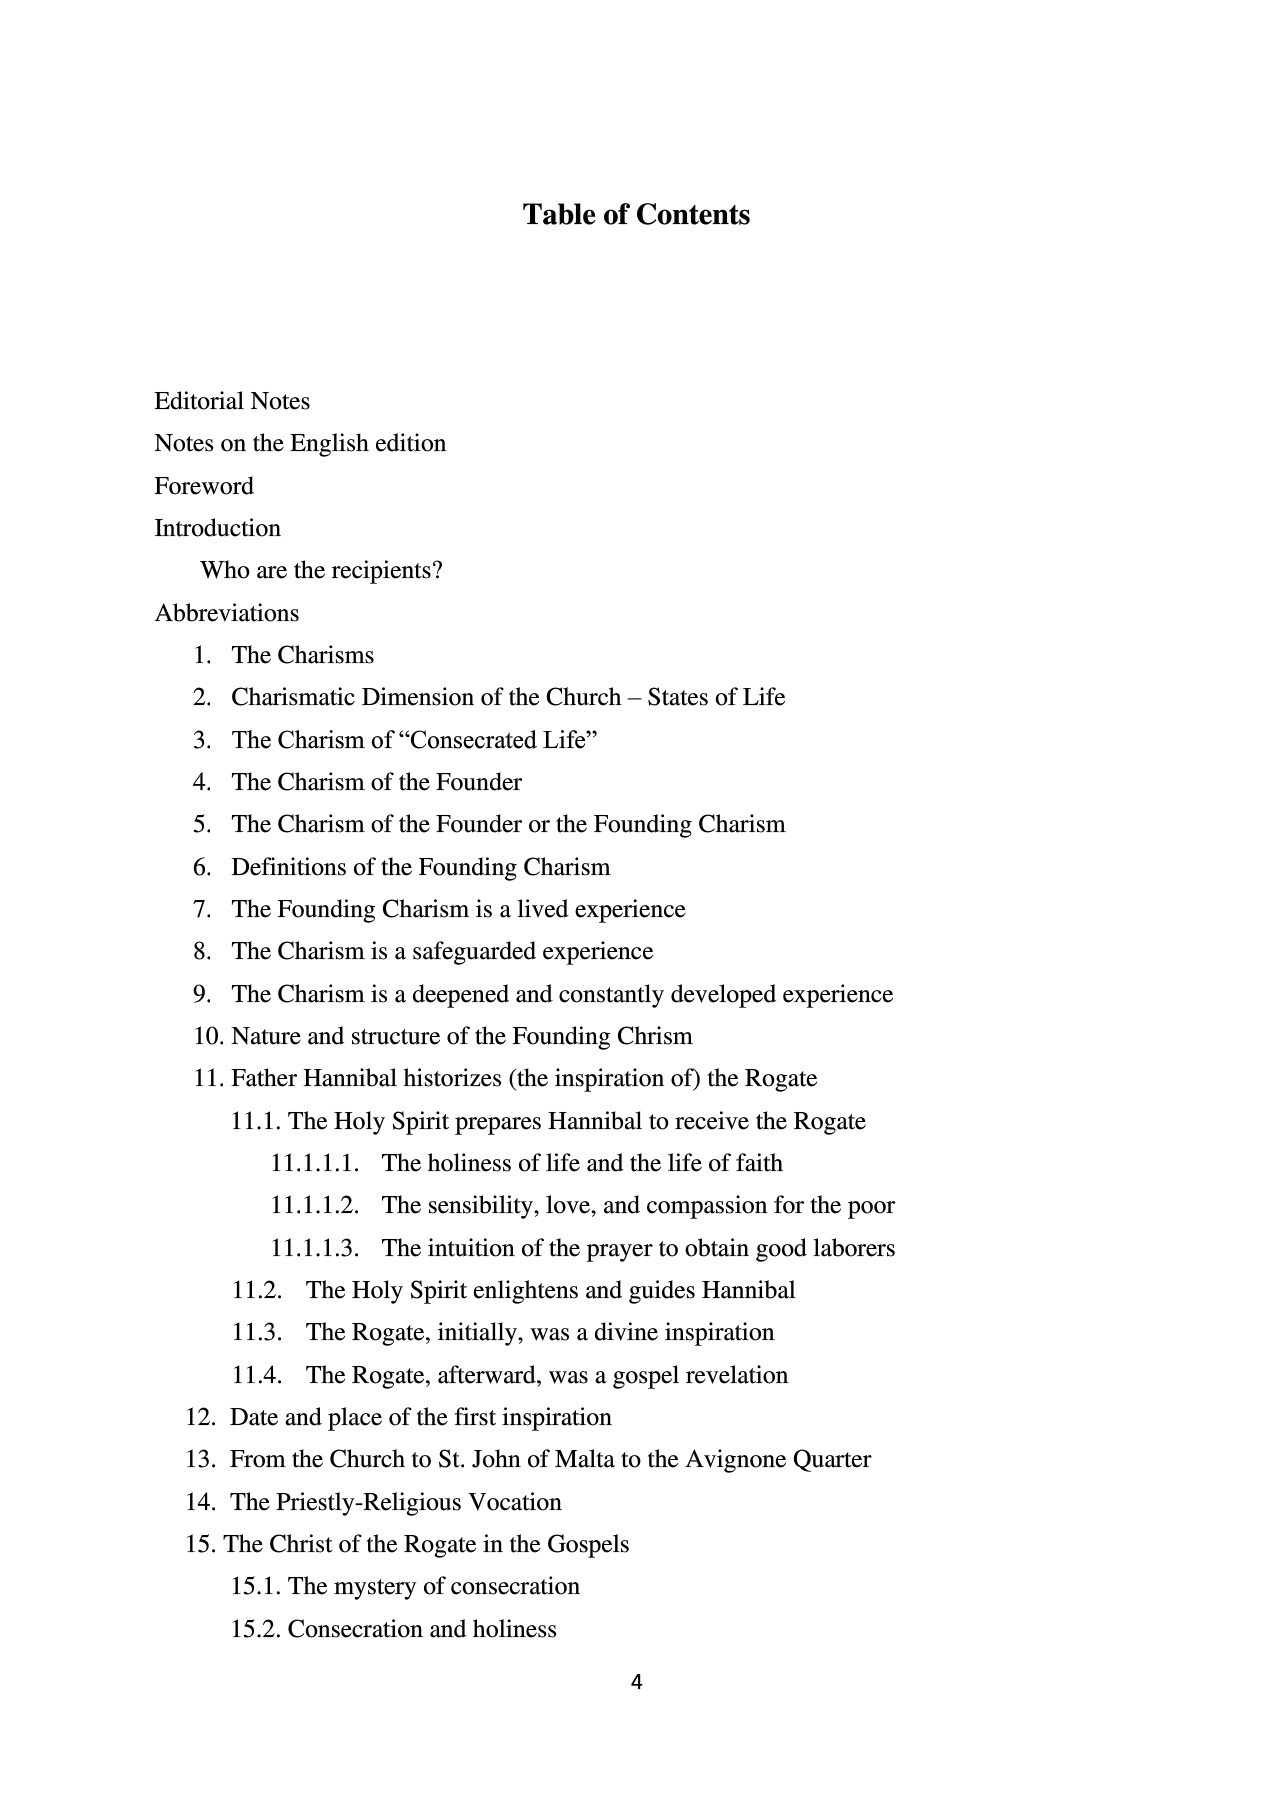 Table of Contents
Editorial Notes
Notes on the English edition
Foreword
Introduction
Who are the recipients?
Abbreviations
1. The Charisms
2. Charismatic Dimension of the Church – States of Life
3. The Charism of “Consecrated Life”
4. The Charism of the Founder
5. The Charism of the Founder or the Founding Charism
6. Definitions of the Founding Charism
7. The Founding Charism is a lived experience
8. The Charism is a safeguarded experience
9. The Charism is a deepened and constantly developed experience
10. Nature and structure of the Founding Chrism
11. Father Hannibal historizes (the inspiration of) the Rogate
11.1. The Holy Spirit prepares Hannibal to receive the Rogate
11.1.1.1. The holiness of life and the life of faith
11.1.1.2. The sensibility, love, and compassion for the poor
11.1.1.3. The intuition of the prayer to obtain good laborers
11.2. The Holy Spirit enlightens and guides Hannibal
11.3. The Rogate, initially, was a divine inspiration
11.4. The Rogate, afterward, was a gospel revelation
12. Date and place of the first inspiration
13. From the Church to St. John of Malta to the Avignone Quarter
14. The Priestly-Religious Vocation
15. The Christ of the Rogate in the Gospels
15.1. The mystery of consecration
15.2. Consecration and holiness
4